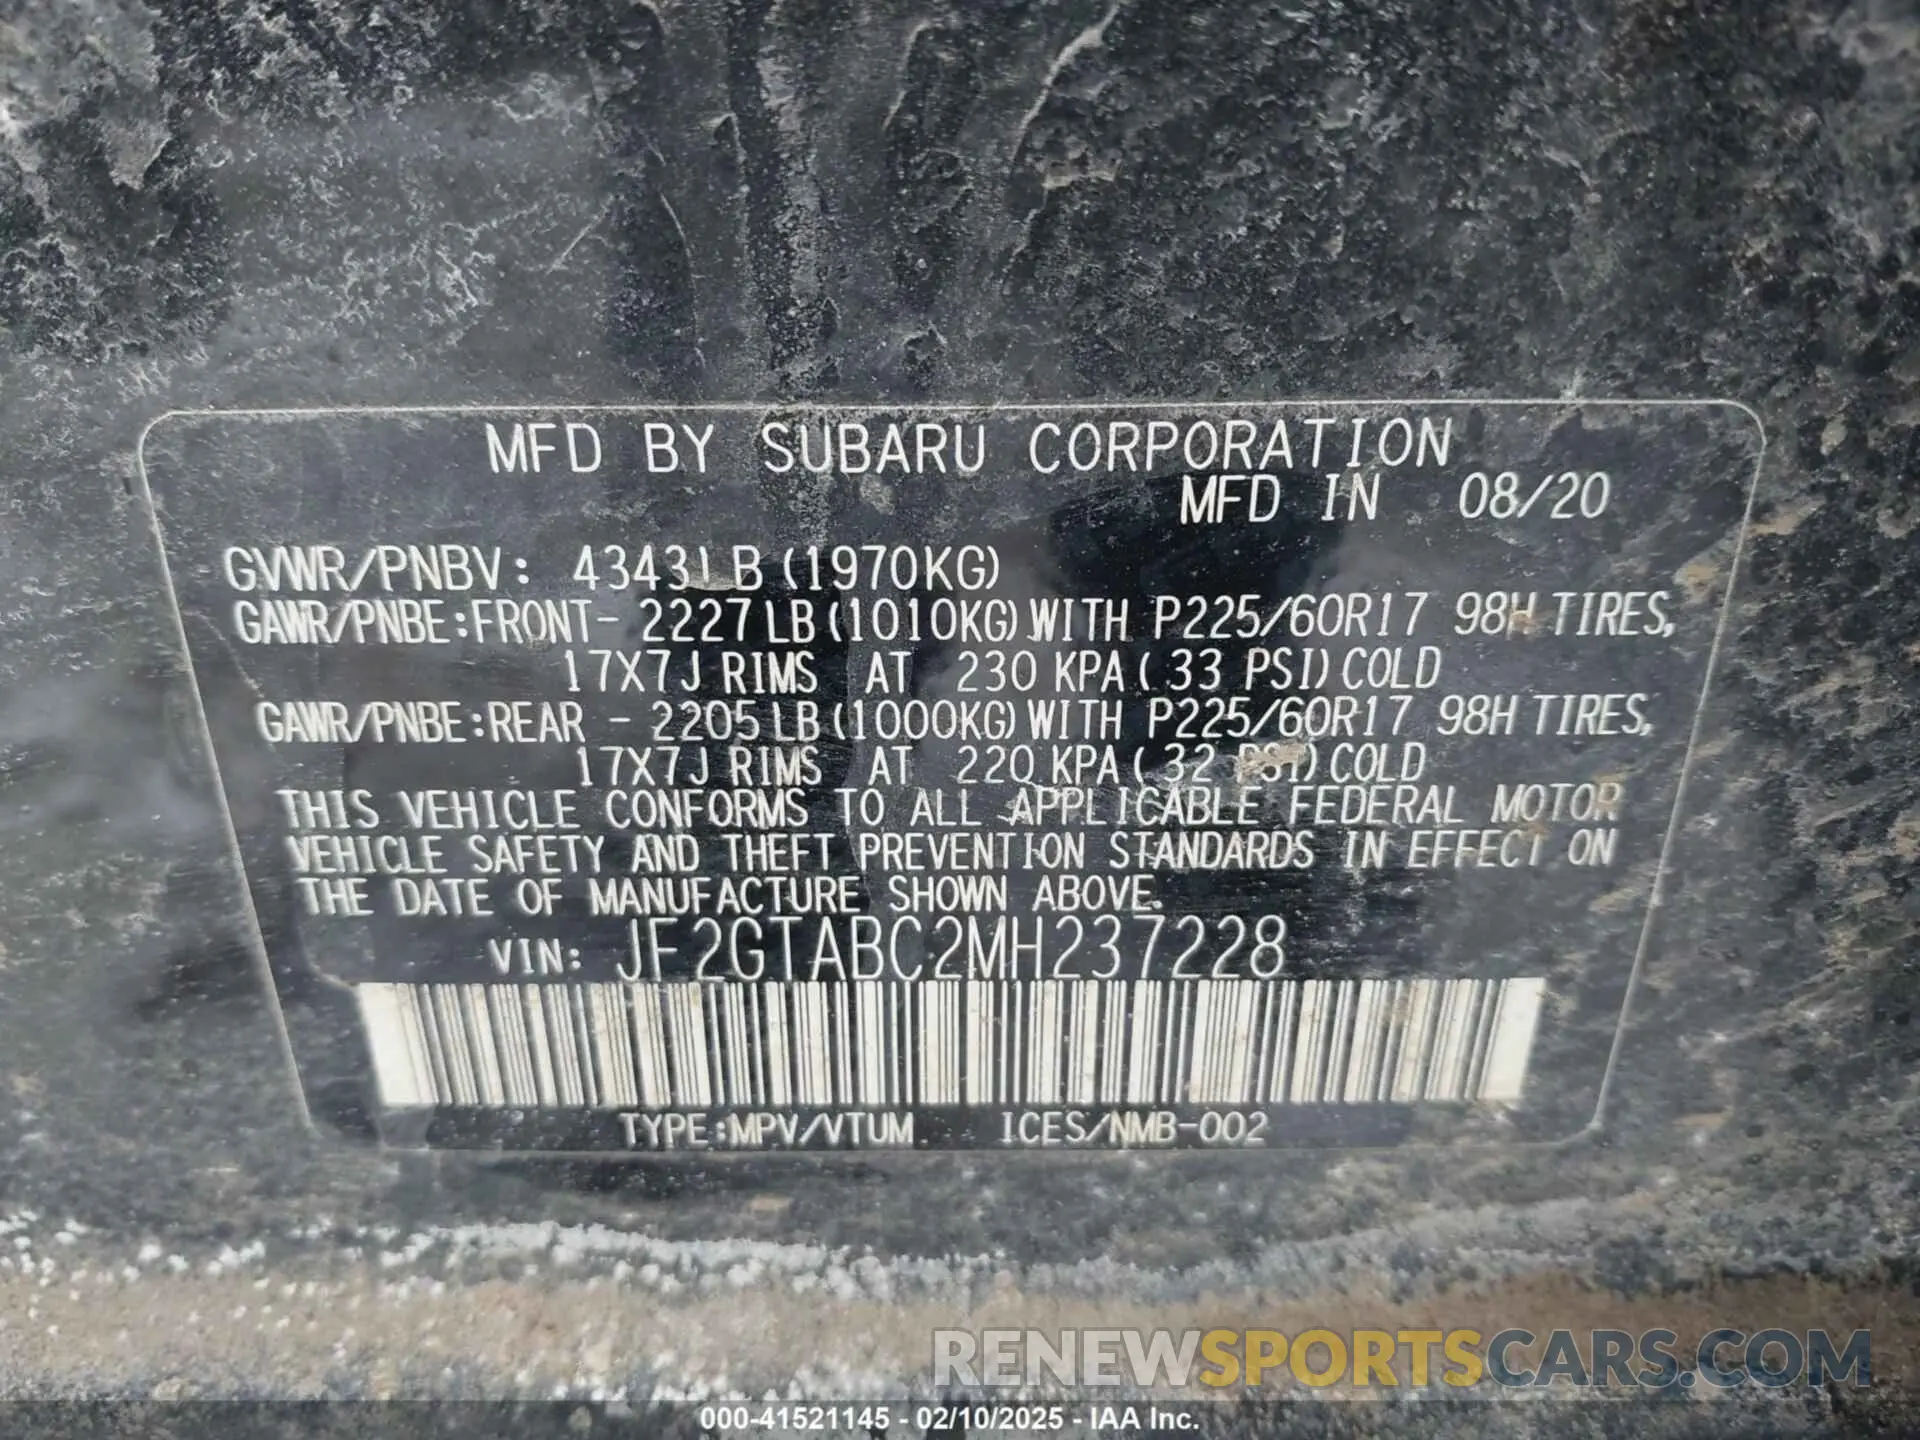 MFD BY SUBARU CORPORATION
MFD IN 08/20
GVWR/PNBV: 4343LB (1970KG)
GAWR/PNBE:FRONT- 2227LB(1010KG)WITH P225/60R17 98H TIRES,
17X7J RIMS AT 230 KPA(33 PSI)COLD
GAWR/PNBE:REAR - 2205LB(1000KG)WITH P225/60R17 98H TIRES,
17X7J RIMS AT 220 KPA(32 PSI)COLD
THIS VEHICLE CONFORMS TO ALL APPLICABLE FEDERAL MOTOR
VEHICLE SAFETY AND THEFT PREVENTION STANDARDS IN EFFECT ON
THE DATE OF MANUFACTURE SHOWN ABOVE.
VIN: JF2GTABC2MH237228
TYPE:MPV/VTUM ICES/NMB-002
RENEWSPORTSCARS.COM
000-41521145 - 02/10/2025 - IAA Inc.